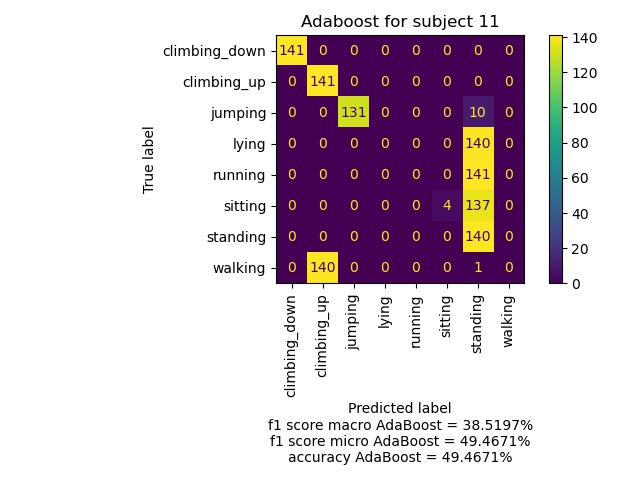 Adaboost for subject 11
climbing_down 141 0 0 0 0 0 0 0
climbing_up 0 141 0 0 0 0 0 0
jumping 0 0 131 0 0 0 10 0
lying 0 0 0 0 0 0 140 0
running 0 0 0 0 0 0 141 0
sitting 0 0 0 0 0 4 137 0
standing 0 0 0 0 0 0 140 0
walking 0 140 0 0 0 0 1 0
True label
climbing_down climbing_up jumping lying running sitting standing walking
140
120
100
80
60
40
20
0
Predicted label
f1 score macro AdaBoost = 38.5197%
f1 score micro AdaBoost = 49.4671%
accuracy AdaBoost = 49.4671%